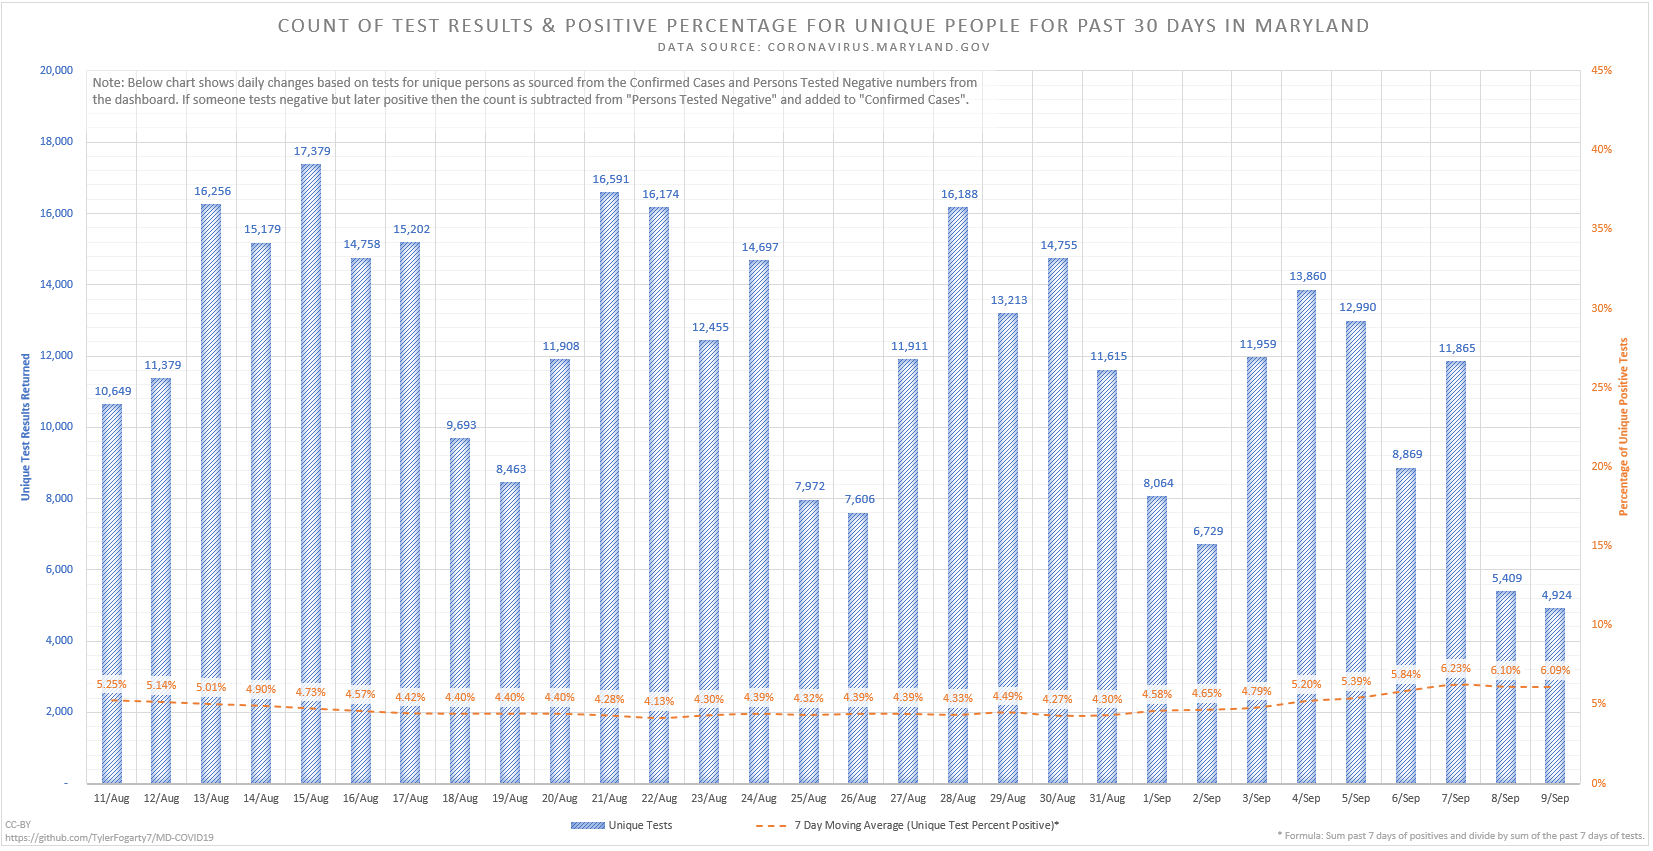 COUNT OF TEST RESULTS & POSITIVE PERCENTAGE FOR UNIQUE PEOPLE FOR PAST 30 DAYS IN MARYLAND
DATA SOURCE: CORONAVIRUS.MARYLAND.GOV
Note: Below chart shows daily changes based on tests for unique persons as sourced from the Confirmed Cases and Persons Tested Negative numbers from
the dashboard. If someone tests negative but later positive then the count is subtracted from "Persons Tested Negative" and added to "Confirmed Cases".
Unique Test Results Returned
20,000
18,000
16,000
14,000
12,000
10,000
8,000
6,000
4,000
2,000
-
10,649
11,379
16,256
15,179
17,379
14,758
15,202
9,693
8,463
11,908
16,591
16,174
12,455
14,697
7,972
7,606
11,911
16,188
13,213
14,755
11,615
8,064
6,729
11,959
13,860
12,990
8,869
11,865
5,409
4,924
5.25%
5.14%
5.01%
4.90%
4.73%
4.57%
4.42%
4.40%
4.40%
4.40%
4.28%
4.13%
4.30%
4.39%
4.32%
4.39%
4.39%
4.33%
4.49%
4.27%
4.30%
4.58%
4.65%
4.79%
5.20%
5.39%
5.84%
6.23%
6.10%
6.09%
45%
40%
35%
30%
25%
20%
15%
10%
5%
0%
Percentage of Unique Positive Tests
11/Aug
12/Aug
13/Aug
14/Aug
15/Aug
16/Aug
17/Aug
18/Aug
19/Aug
20/Aug
21/Aug
22/Aug
23/Aug
24/Aug
25/Aug
26/Aug
27/Aug
28/Aug
29/Aug
30/Aug
31/Aug
1/Sep
2/Sep
3/Sep
4/Sep
5/Sep
6/Sep
7/Sep
8/Sep
9/Sep
Unique Tests
7 Day Moving Average (Unique Test Percent Positive)*
CC-BY
https://github.com/TylerFogarty7/MD-COVID19
* Formula: Sum past 7 days of positives and divide by sum of the past 7 days of tests.